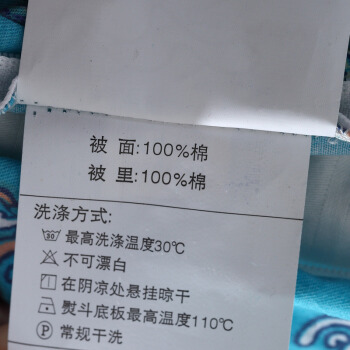 被 面:100%棉
被 里:100%棉
洗涤方式:
30 最高洗涤温度30℃
不可漂白
在阴凉处悬挂晾干
熨斗底板最高温度110℃
P 常规干洗